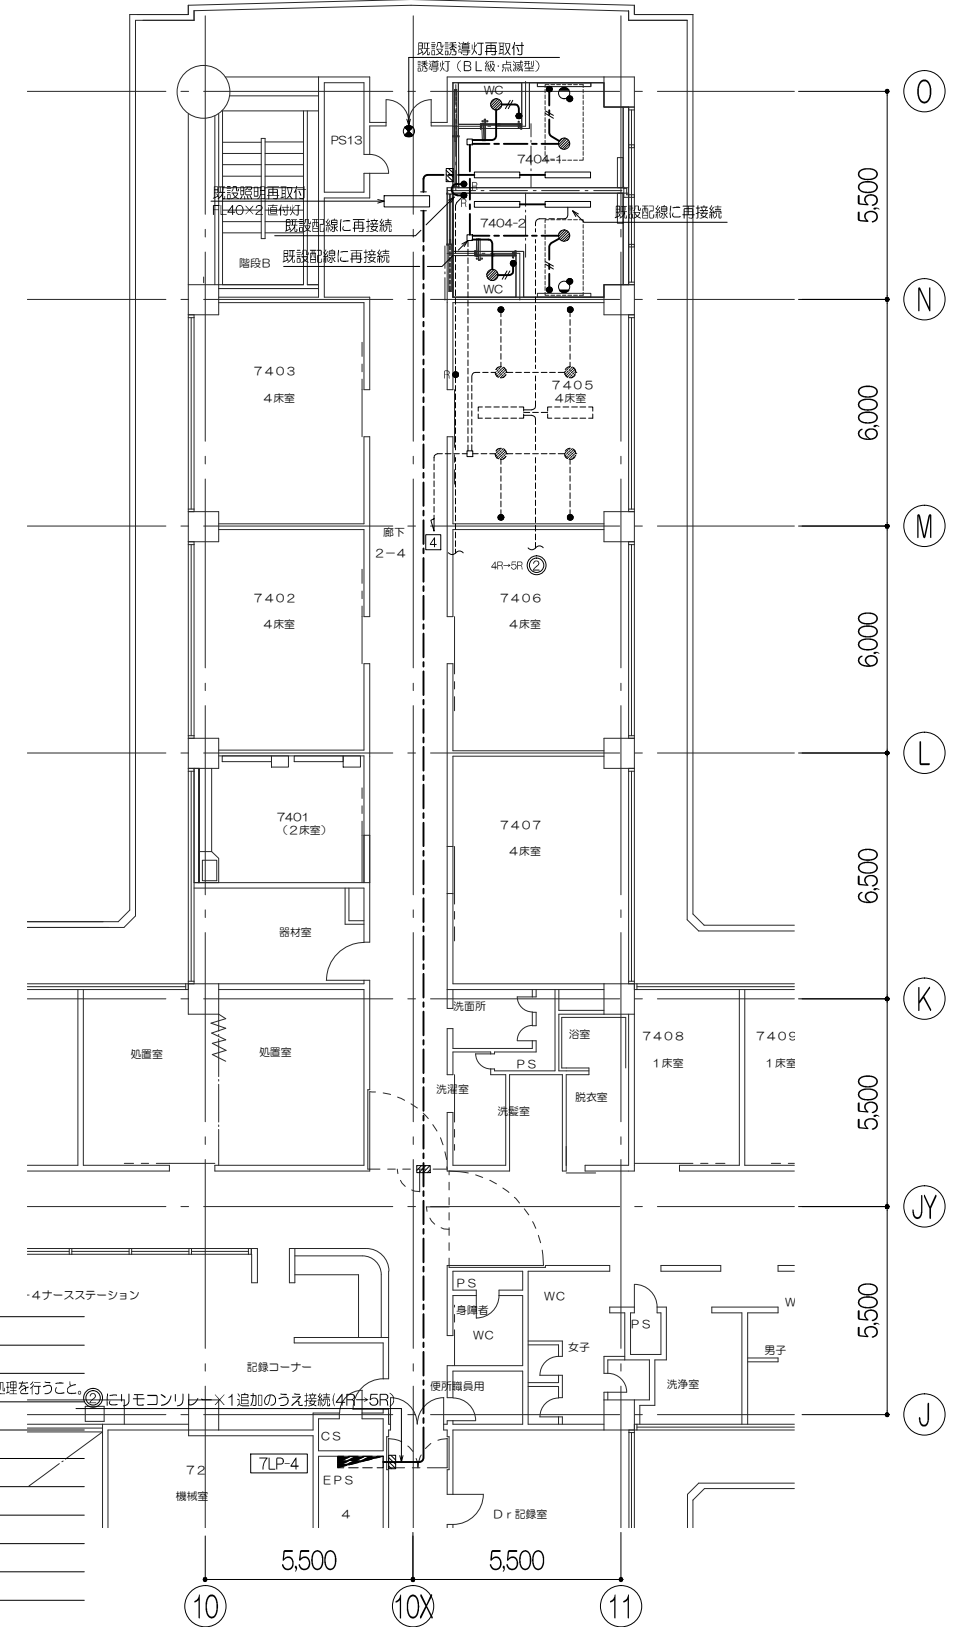 既設誘導灯再取付
誘導灯（BL級・点滅型）
O
WC
PS13
7404-1
既設照明再取付
FL40×2 直付灯
R
R
既設配線に再接続
7404-2
既設配線に再接続
既設配線に再接続
階段B
WC
5,500
N
7403
4床室
R
7405
4床室
6,000
M
廊下
2-4
4
4R→5R ②
7402
4床室
7406
4床室
6,000
L
7401
（2床室）
7407
4床室
6,500
器材室
K
洗面所
処置室
処置室
浴室
7408
1床室
7409
1床室
PS
洗濯室
洗髪室
脱衣室
5,500
JY
-4ナースステーション
PS
身障者
WC
WC
PS
W
女子
男子
5,500
記録コーナー
便所職員用
洗浄室
処理を行うこと。
②にリモコンリレー×1追加のうえ接続(4R→5R)
J
CS
7LP-4
72
機械室
EPS
4
Dr記録室
5,500
5,500
10
10X
11